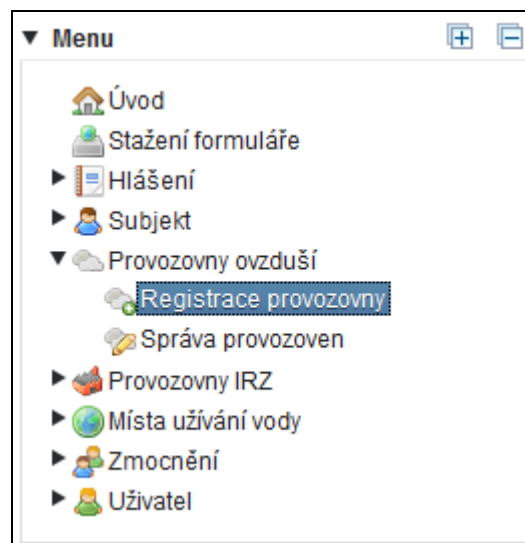 Menu
Úvod
Stažení formuláře
Hlášení
Subjekt
Provozovny ovzduší
Registrace provozovny
Správa provozoven
Provozovny IRZ
Místa užívání vody
Zmocnění
Uživatel